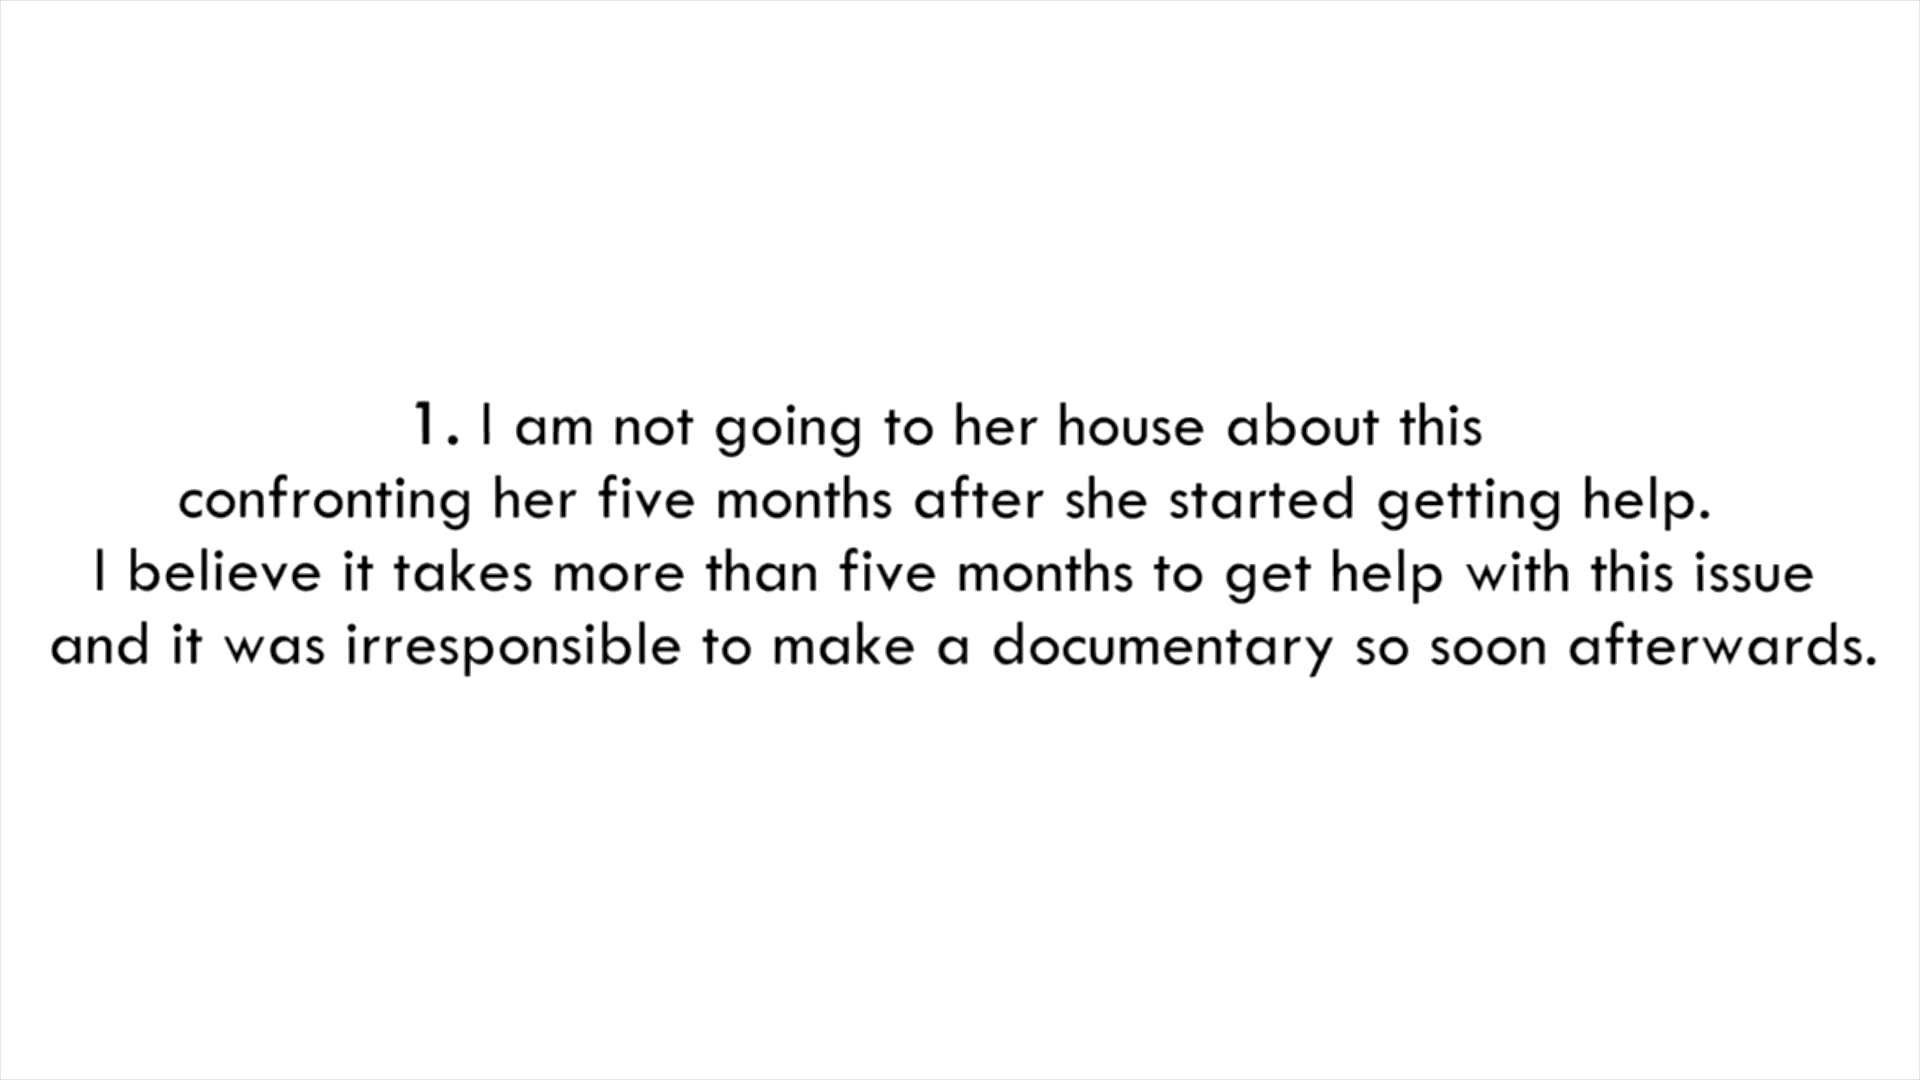 1. I am not going to her house about this
confronting her five months after she started getting help.
I believe it takes more than five months to get help with this issue
and it was irresponsible to make a documentary so soon afterwards.